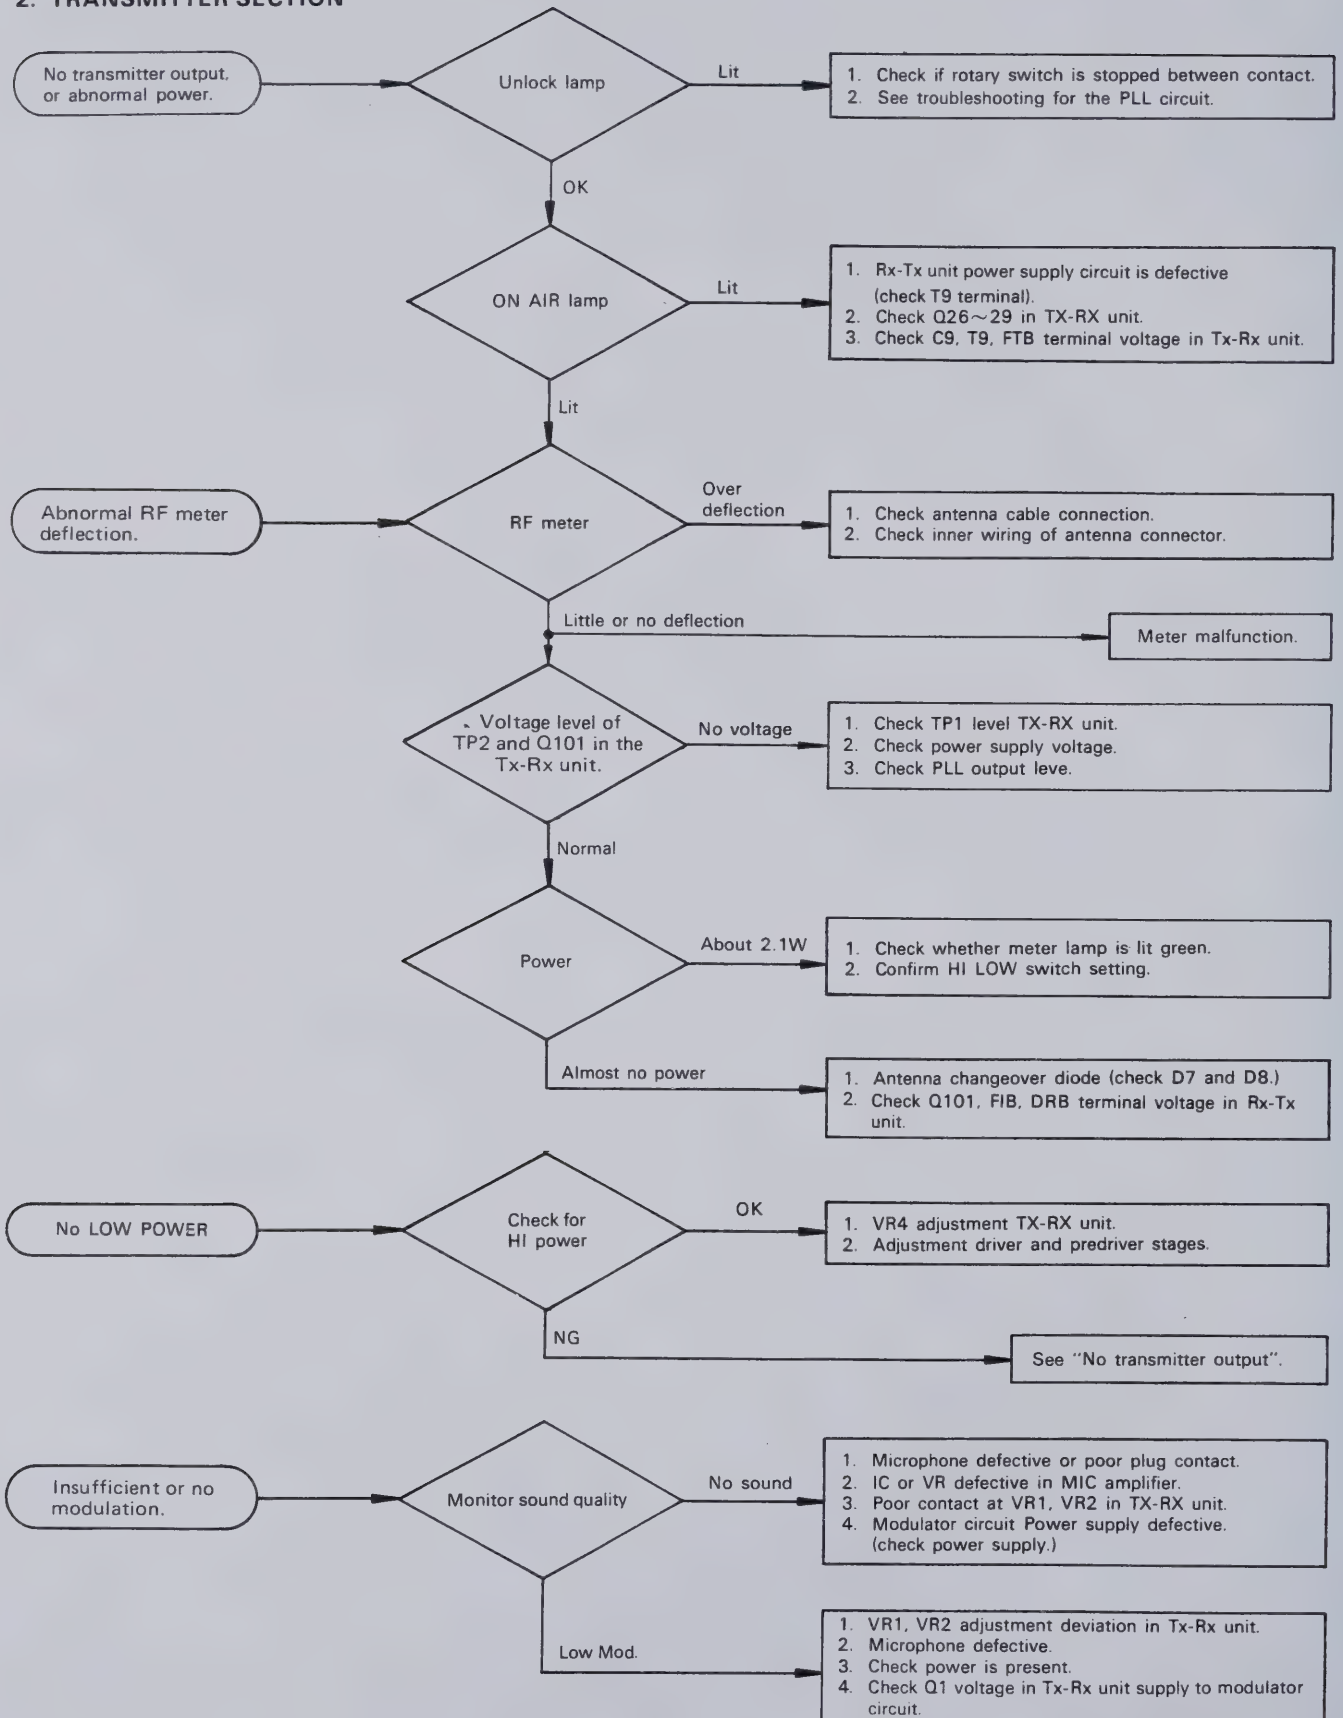 2. TRANSMITTER SECTION
No transmitter output,
or abnormal power.
Unlock lamp
Lit
1. Check if rotary switch is stopped between contact.
2. See troubleshooting for the PLL circuit.
OK
ON AIR lamp
Lit
1. Rx-Tx unit power supply circuit is defective
(check T9 terminal).
2. Check Q26~29 in TX-RX unit.
3. Check C9, T9, FTB terminal voltage in Tx-Rx unit.
Lit
Abnormal RF meter
deflection.
RF meter
Over
deflection
1. Check antenna cable connection.
2. Check inner wiring of antenna connector.
Little or no deflection
Meter malfunction.
Voltage level of
TP2 and Q101 in the
Tx-Rx unit.
No voltage
1. Check TP1 level TX-RX unit.
2. Check power supply voltage.
3. Check PLL output leve.
Normal
Power
About 2.1W
1. Check whether meter lamp is lit green.
2. Confirm HI LOW switch setting.
Almost no power
1. Antenna changeover diode (check D7 and D8.)
2. Check Q101, FIB, DRB terminal voltage in Rx-Tx
unit.
No LOW POWER
Check for
HI power
OK
1. VR4 adjustment TX-RX unit.
2. Adjustment driver and predriver stages.
NG
See "No transmitter output".
Insufficient or no
modulation.
Monitor sound quality
No sound
1. Microphone defective or poor plug contact.
2. IC or VR defective in MIC amplifier.
3. Poor contact at VR1, VR2 in TX-RX unit.
4. Modulator circuit Power supply defective.
(check power supply.)
Low Mod.
1. VR1, VR2 adjustment deviation in Tx-Rx unit.
2. Microphone defective.
3. Check power is present.
4. Check Q1 voltage in Tx-Rx unit supply to modulator
circuit.